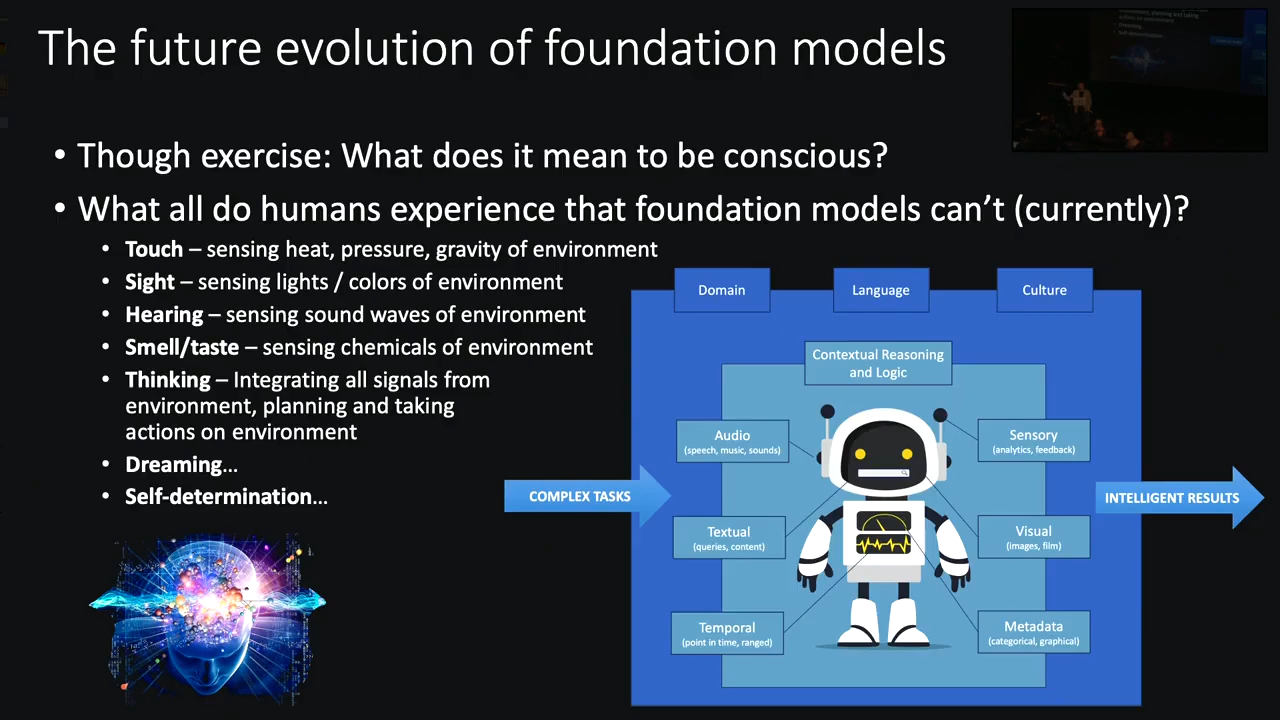 The future evolution of foundation models
• Though exercise: What does it mean to be conscious?
• What all do humans experience that foundation models can't (currently)?
• Touch – sensing heat, pressure, gravity of environment
• Sight – sensing lights / colors of environment
• Hearing – sensing sound waves of environment
• Smell/taste – sensing chemicals of environment
• Thinking – Integrating all signals from
environment, planning and taking
actions on environment
• Dreaming…
• Self-determination…
Domain
Language
Culture
Contextual Reasoning
and Logic
Audio
(speech, music, sounds)
Sensory
(analytics, feedback)
COMPLEX TASKS
INTELLIGENT RESULTS
Textual
(queries, content)
Visual
(images, film)
Temporal
(point in time, ranged)
Metadata
(categorical, graphical)